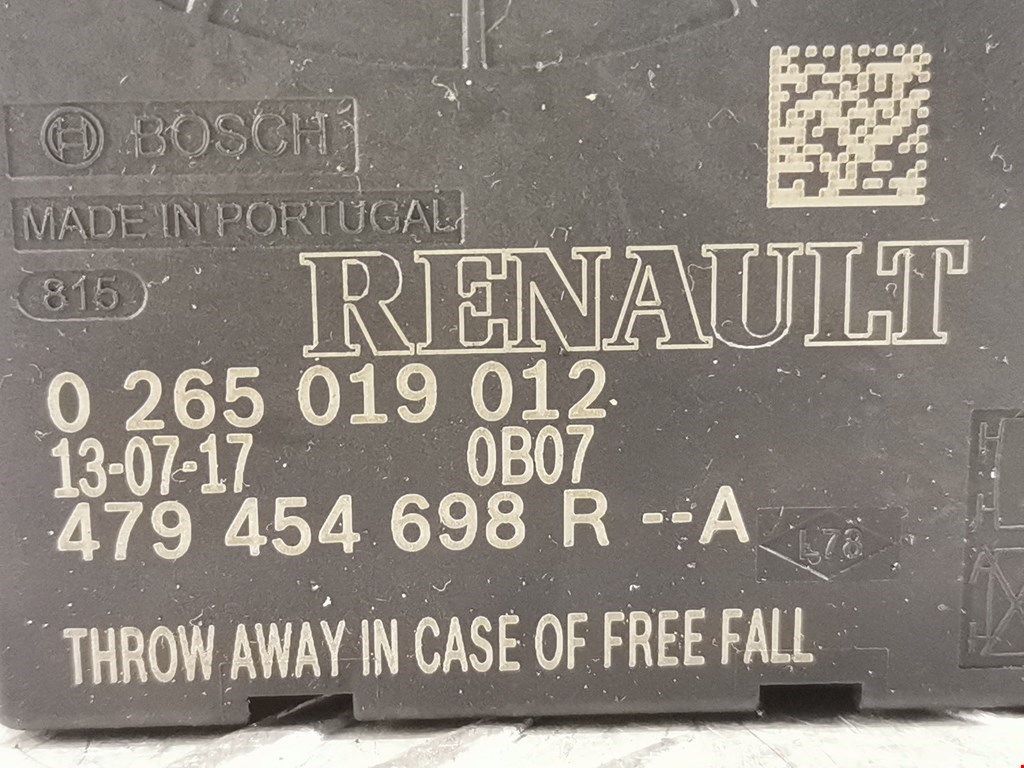 BOSCH
MADE IN PORTUGAL
815
RENAULT
0 265 019 012
13-07-17 0B07
479 454 698 R --A
THROW AWAY IN CASE OF FREE FALL